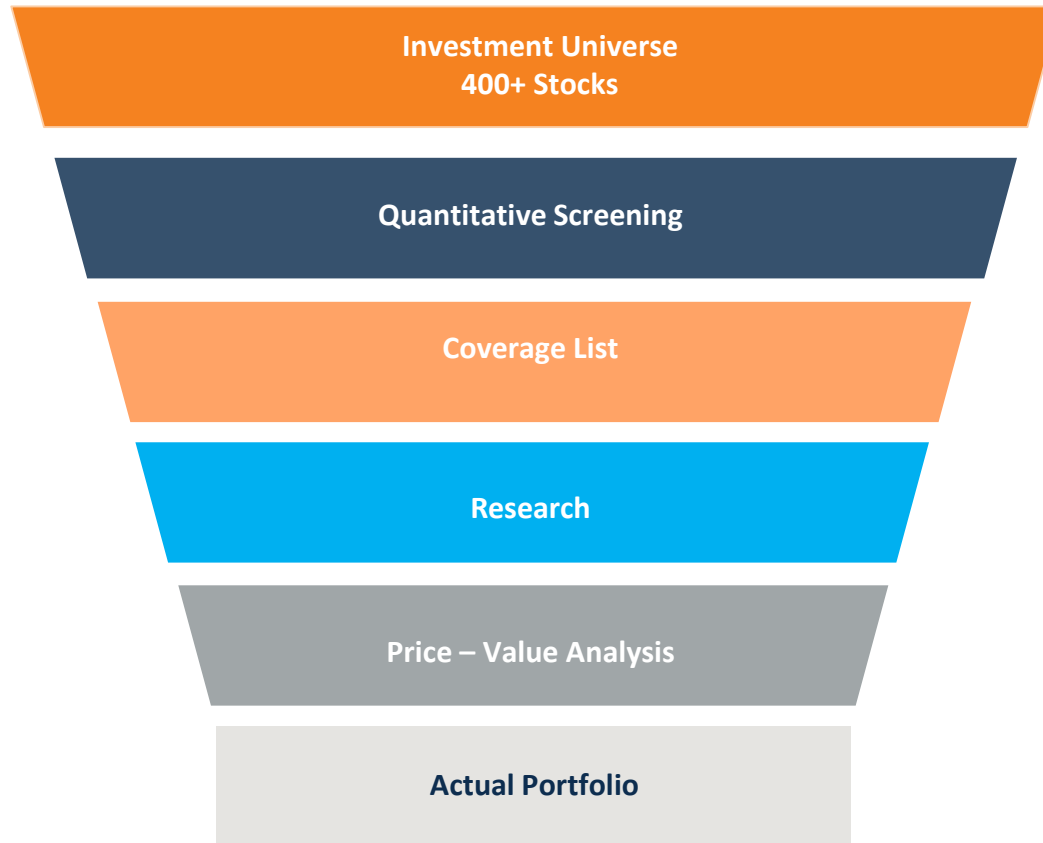 Investment Universe
400+ Stocks
Quantitative Screening
Coverage List
Research
Price – Value Analysis
Actual Portfolio